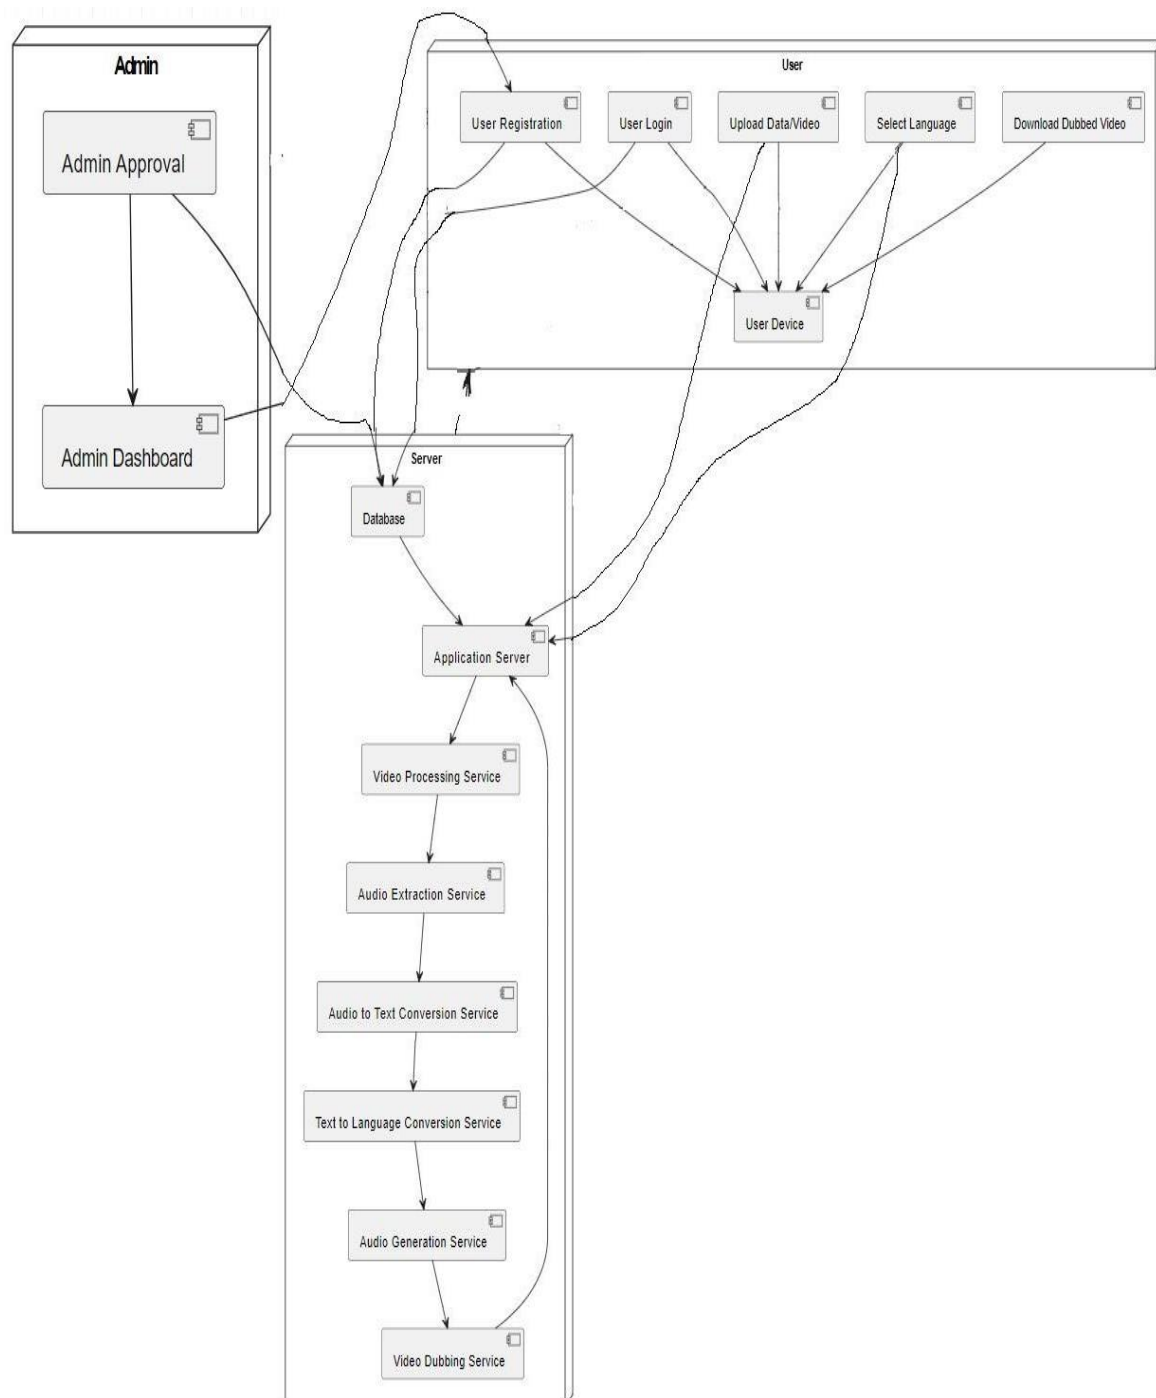 Admin
Admin Approval
Admin Dashboard
User
User Registration
User Login
Upload Data/Video
Select Language
Download Dubbed Video
User Device
Server
Database
Application Server
Video Processing Service
Audio Extraction Service
Audio to Text Conversion Service
Text to Language Conversion Service
Audio Generation Service
Video Dubbing Service